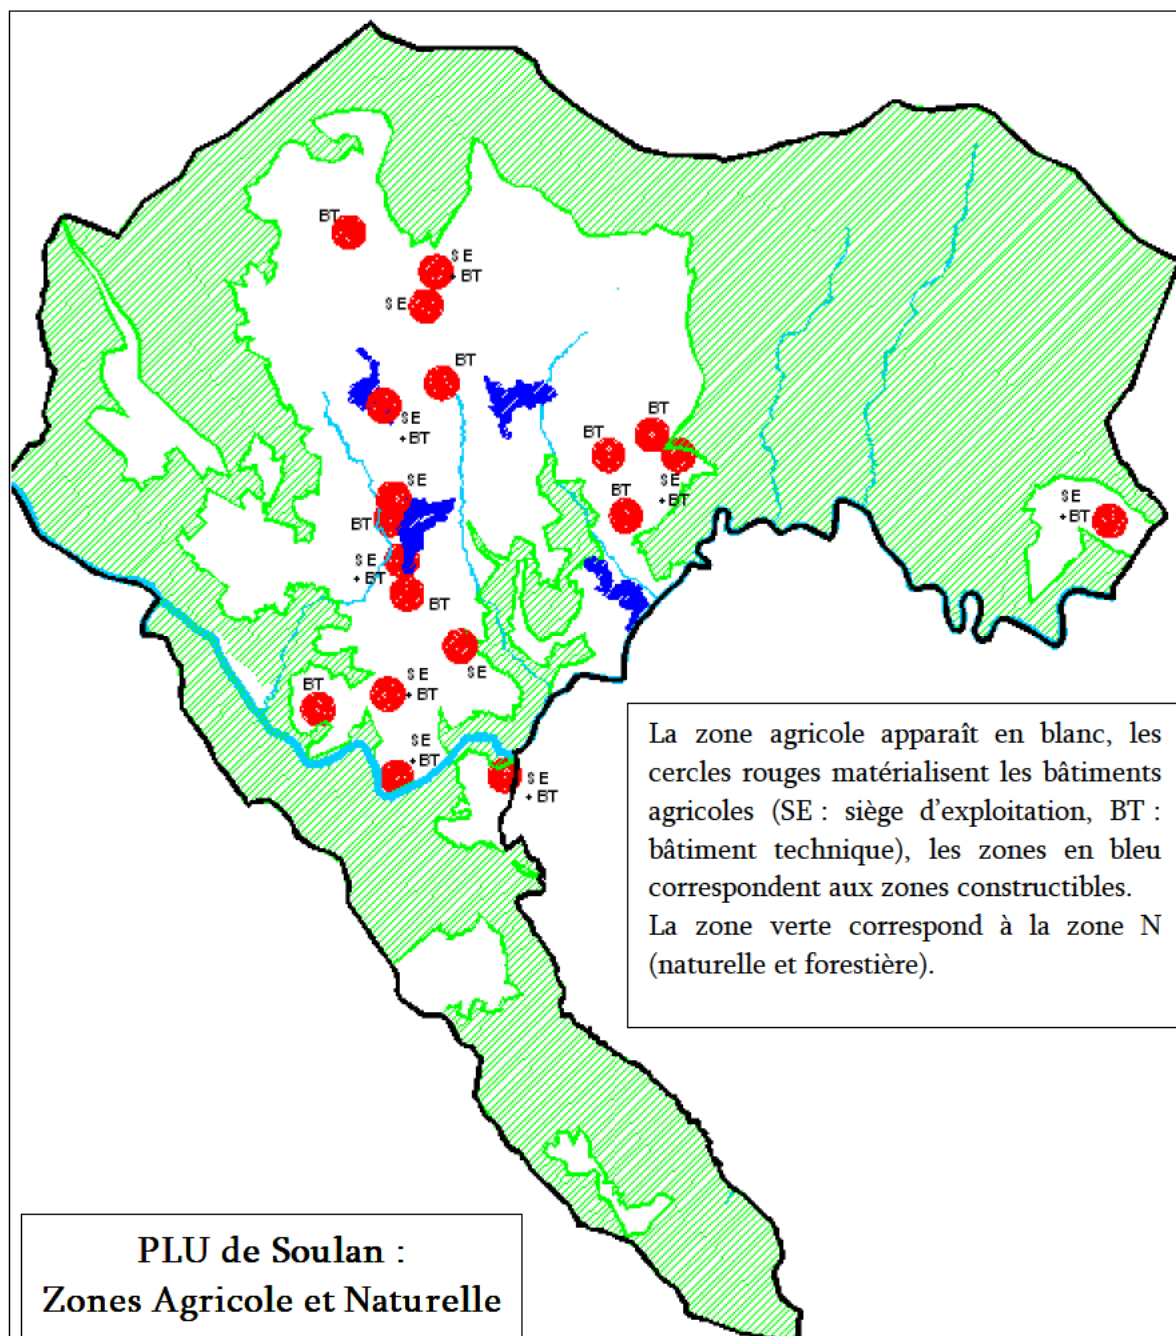 BT
SE
+ BT
SE
BT
SE
+ BT
BT
BT
SE
+ BT
BT
SE
BT
SE
+ BT
BT
SE
+ BT
SE
SE
+ BT
BT
SE
+ BT
SE
+ BT
La zone agricole apparaît en blanc, les
cercles rouges matérialisent les bâtiments
agricoles (SE : siège d'exploitation, BT :
bâtiment technique), les zones en bleu
correspondent aux zones constructibles.
La zone verte correspond à la zone N
(naturelle et forestière).
PLU de Soulan :
Zones Agricole et Naturelle